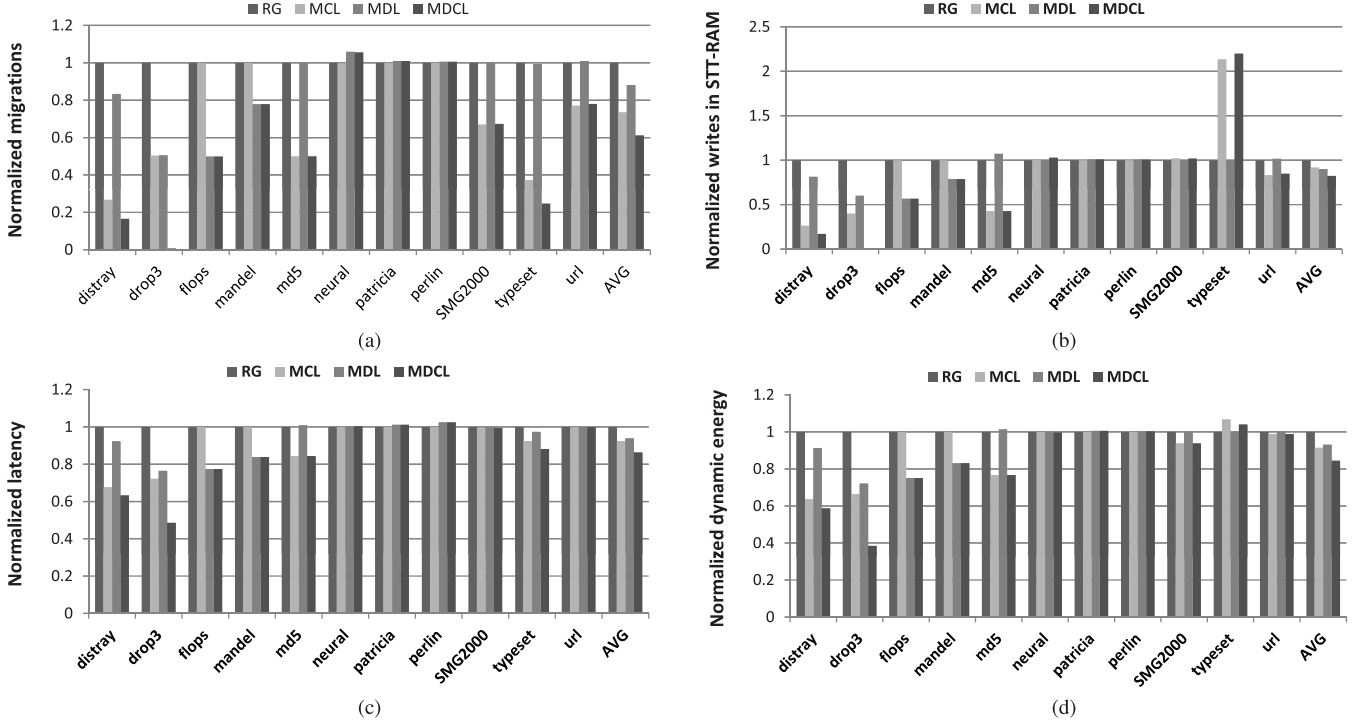 RG MCL MDL MDCL
Normalized migrations
1.2
1
0.8
0.6
0.4
0.2
0
distray drop3 flops mandel md5 neural patricia perlin SMG2000 typeset url AVG
(a)
RG MCL MDL MDCL
Normalized writes in STT-RAM
2.5
2
1.5
1
0.5
0
distray drop3 flops mandel md5 neural patricia perlin SMG2000 typeset url AVG
(b)
RG MCL MDL MDCL
Normalized latency
1.2
1
0.8
0.6
0.4
0.2
0
distray drop3 flops mandel md5 neural patricia perlin SMG2000 typeset url AVG
(c)
RG MCL MDL MDCL
Normalized dynamic energy
1.2
1
0.8
0.6
0.4
0.2
0
distray drop3 flops mandel md5 neural patricia perlin SMG2000 typeset url AVG
(d)